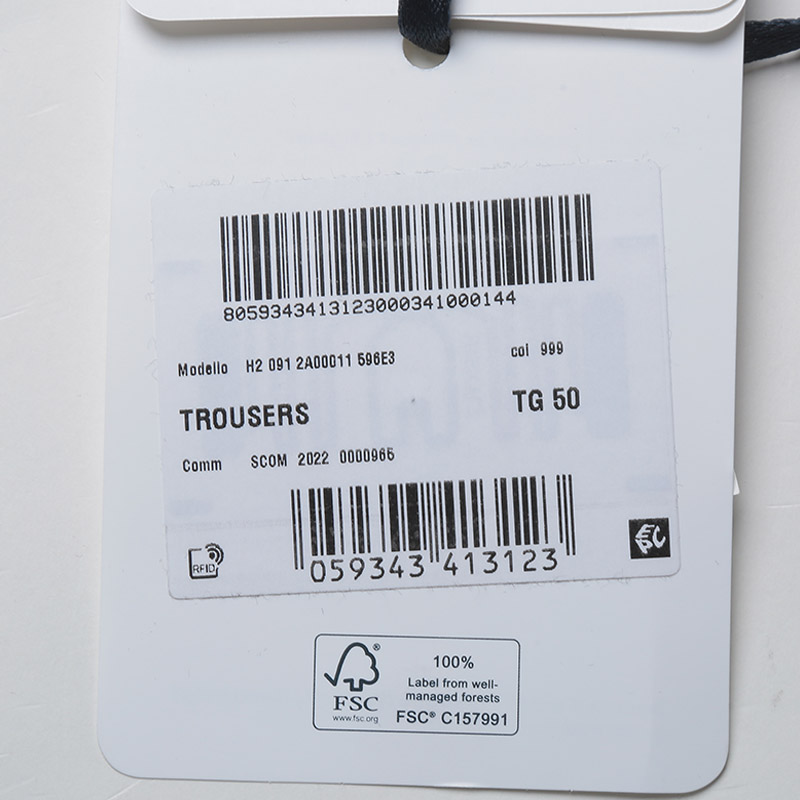 8059343413123000341000144
Modello H2 091 2A00011 596E3 col 999
TROUSERS TG 50
Comm SCOM 2022 0000965
RFID
059343 413123
FSC®
www.fsc.org
100%
Label from well-
managed forests
FSC® C157991